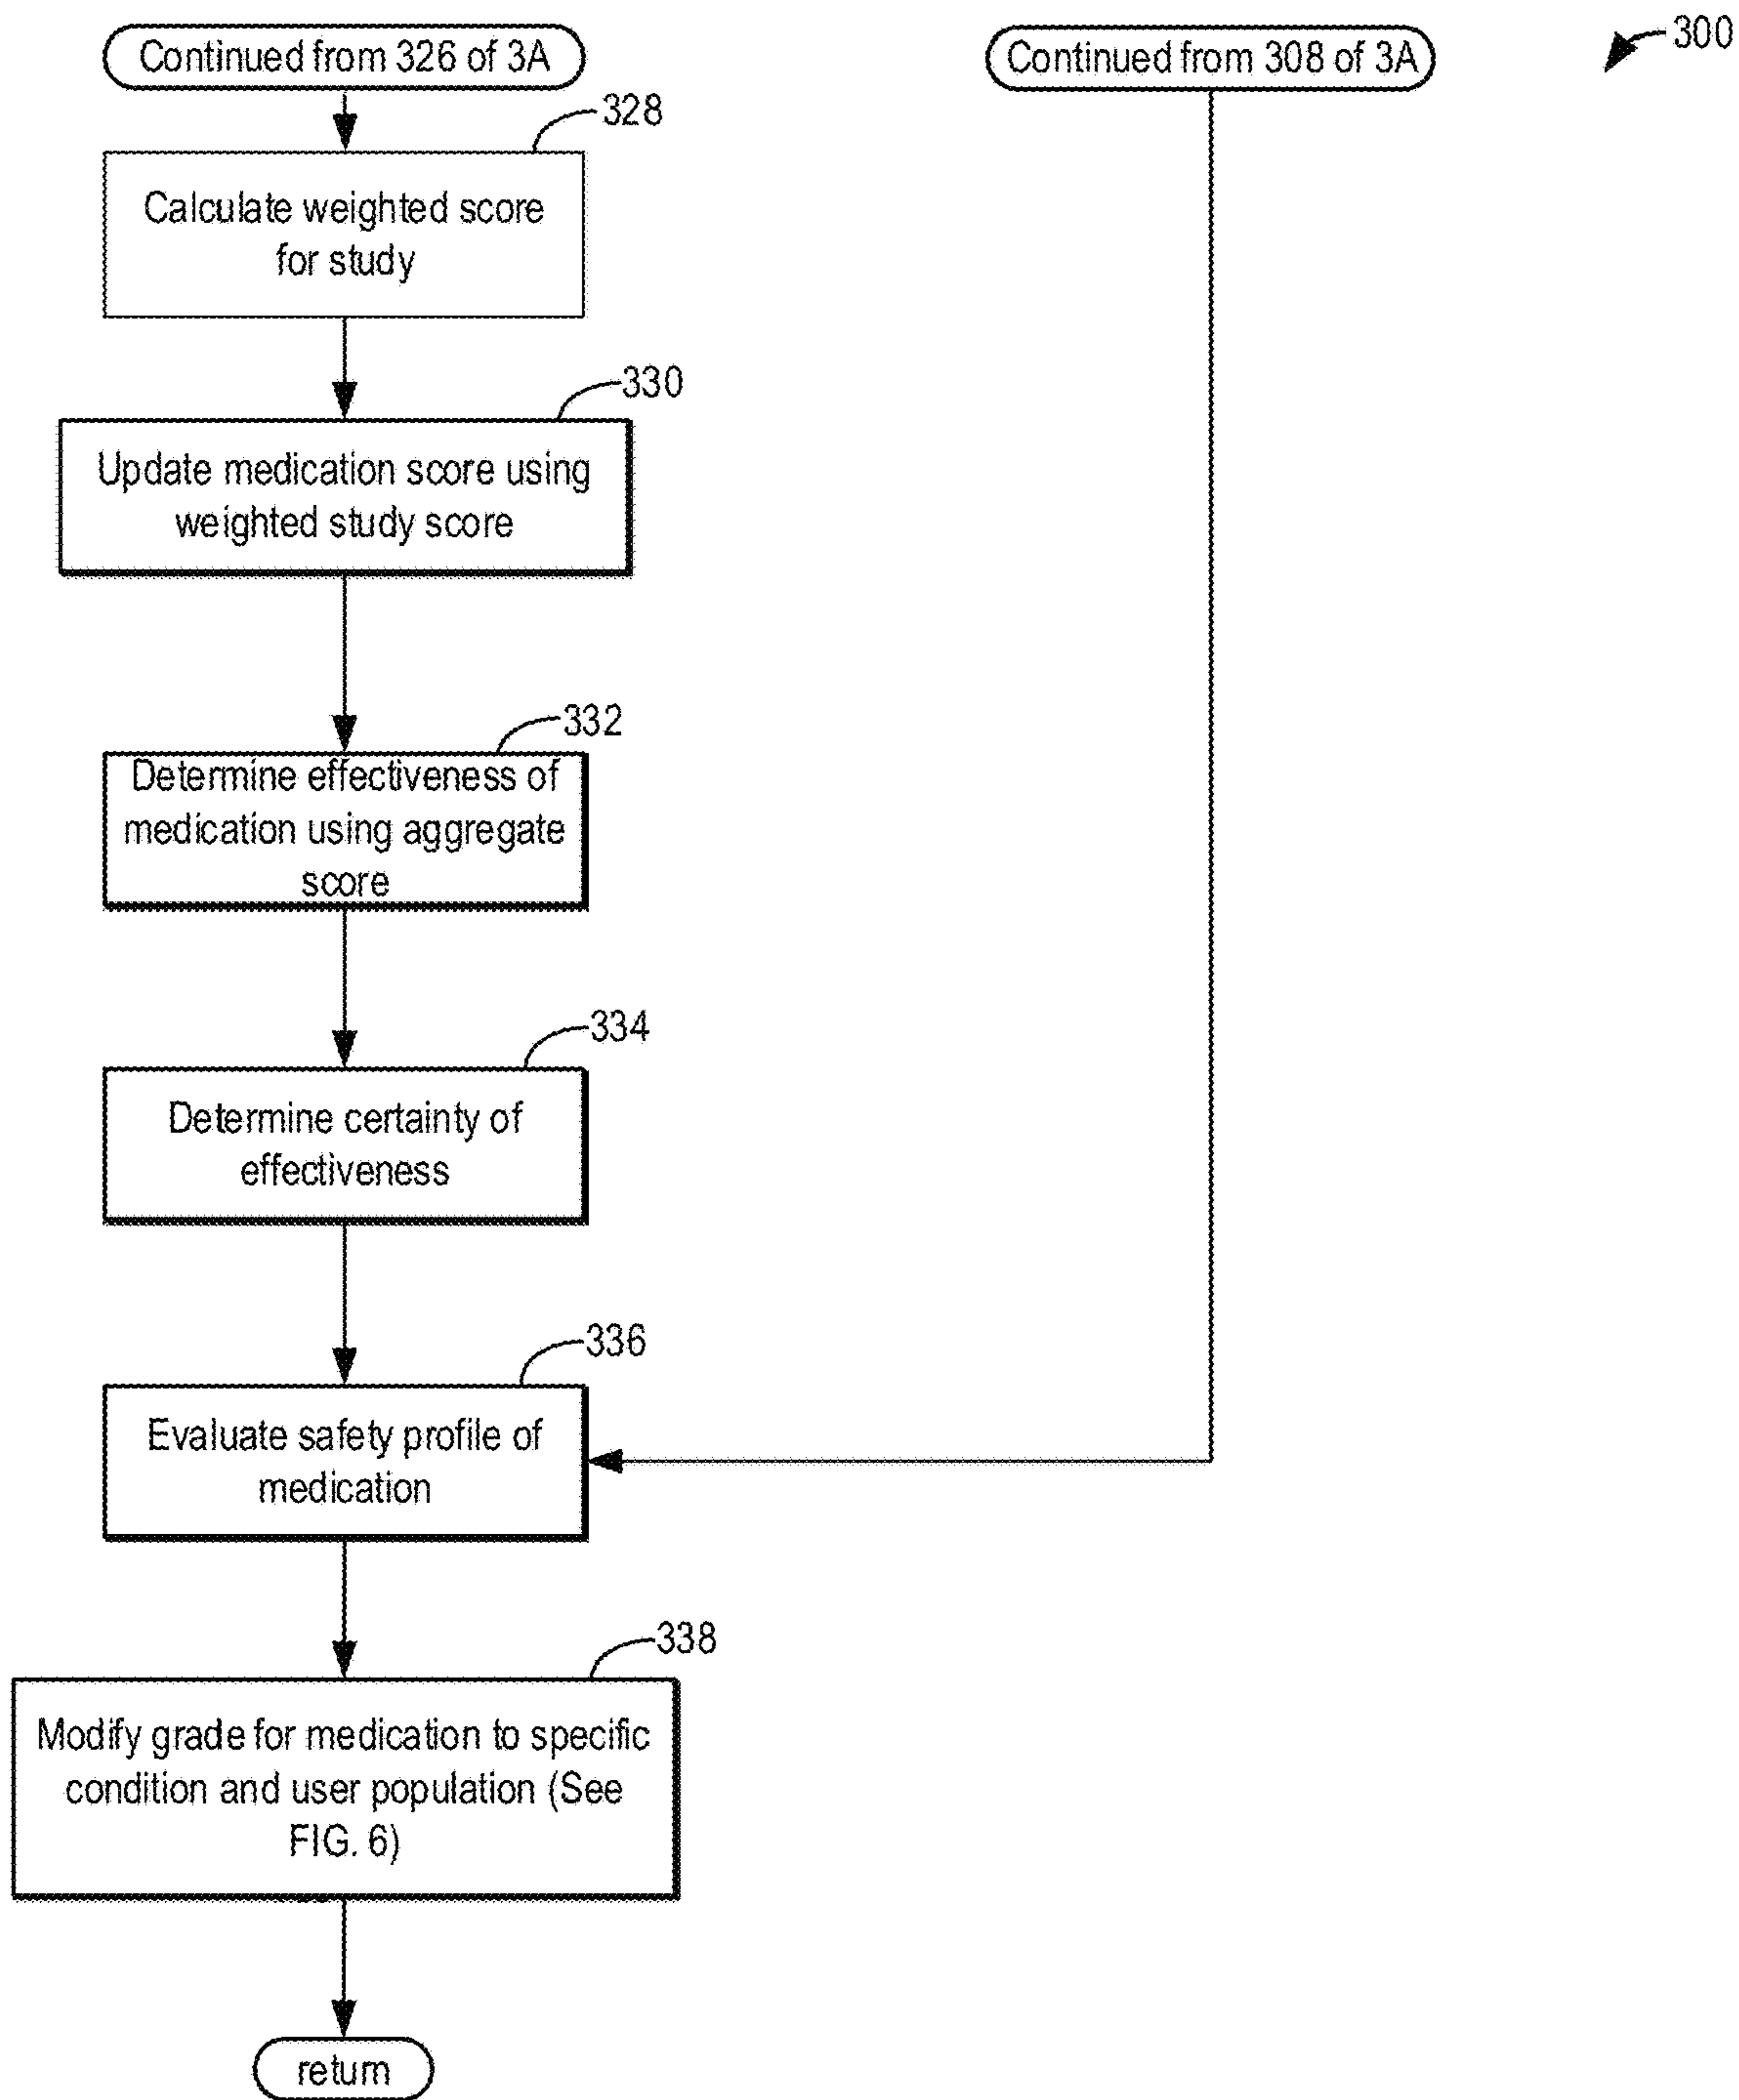 Continued from 326 of 3A
Continued from 308 of 3A
300
328
Calculate weighted score
for study
330
Update medication score using
weighted study score
332
Determine effectiveness of
medication using aggregate
score
334
Determine certainty of
effectiveness
336
Evaluate safety profile of
medication
338
Modify grade for medication to specific
condition and user population (See
FIG. 6)
return